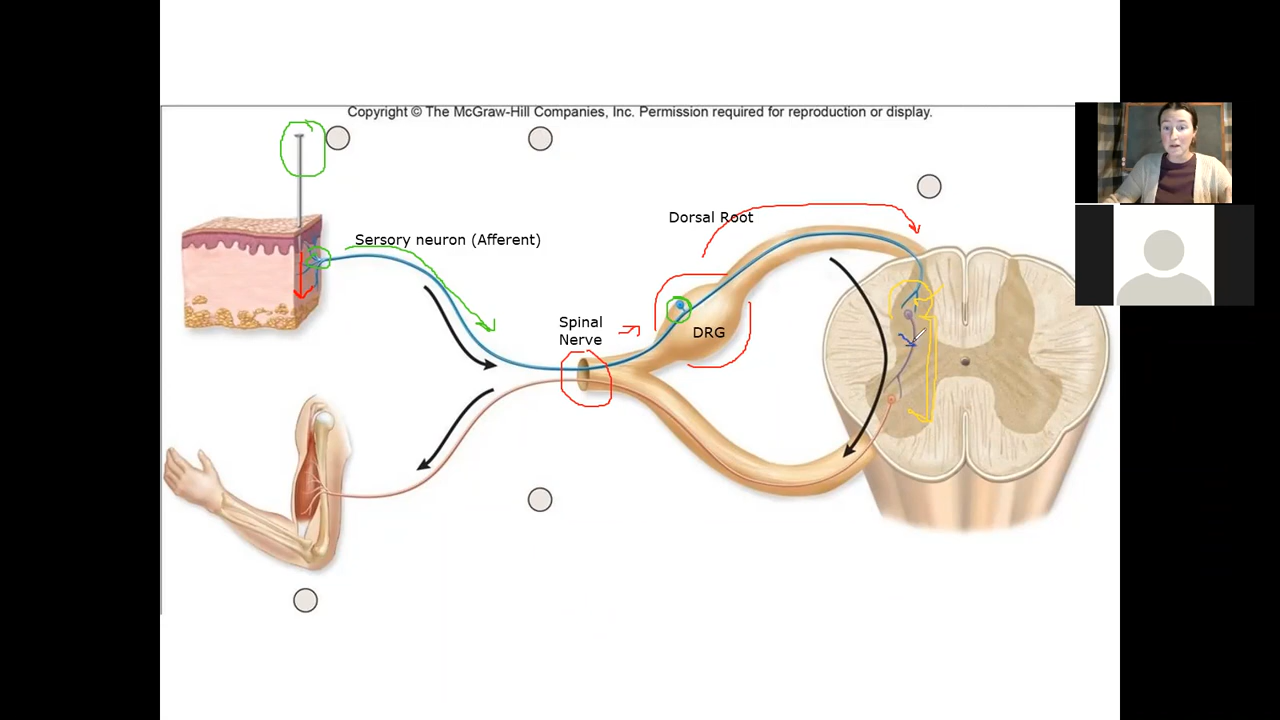 Copyright © The McGraw-Hill Companies, Inc. Permission required for reproduction or display.
Dorsal Root
Sersory neuron (Afferent)
Spinal
Nerve
DRG